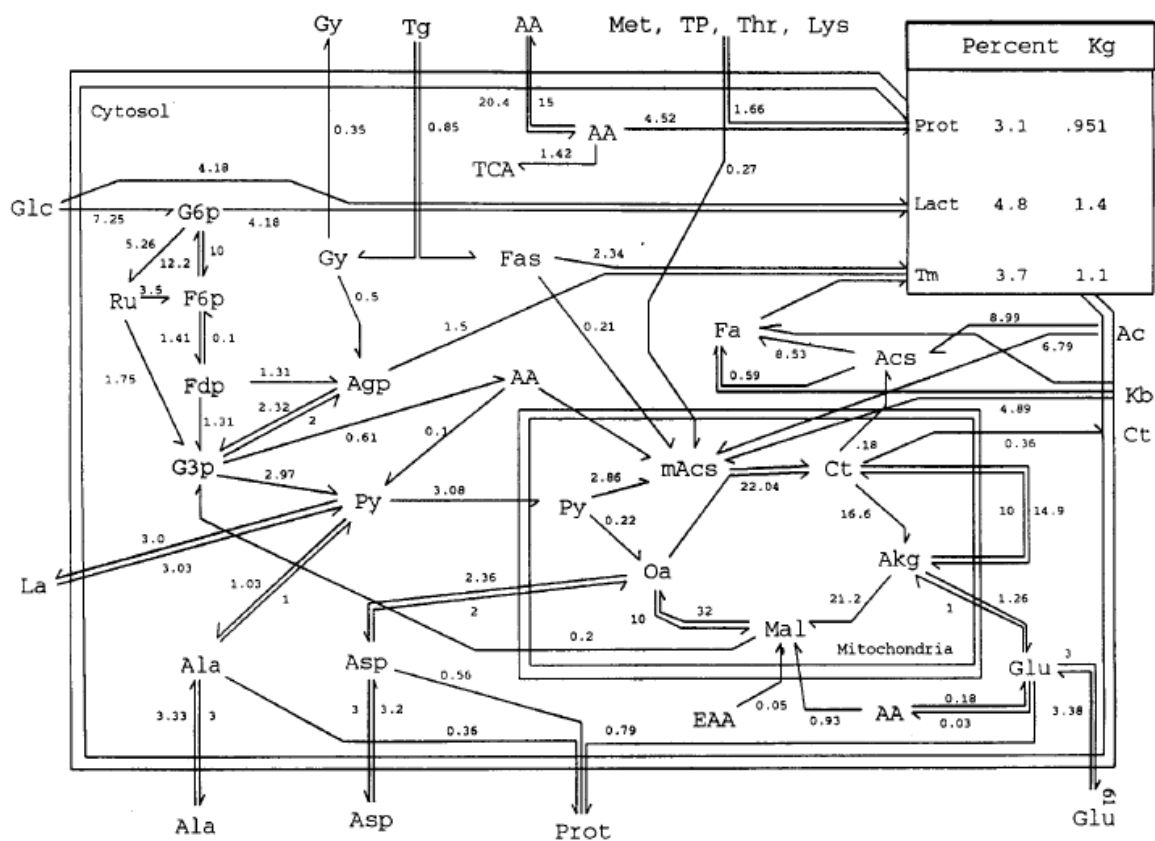 Gy Tg AA Met, TP, Thr, Lys
Percent Kg
Cytosol
20.4 15
1.66
Prot 3.1 .951
4.52
0.35 0.85
AA
1.42
TCA
0.27
4.18
Glc
7.25
G6p
4.18
Lact 4.8 1.4
5.26
12.2 10
Gy Fas
2.34
Tm 3.7 1.1
Ru 3.5 F6p
0.5
1.5
0.21
Fa
8.99
Ac
1.41 0.1
8.53
Acs
6.79
1.75
Fdp
1.31
Agp
AA
0.59
Kb
1.31
2.32
2
0.61
0.1
4.89
Ct
G3p
2.97
.18
0.36
mAcs
Ct
2.86
22.04
Py
3.08
Py
0.22
16.6
10 14.9
3.0
3.03
La
1.03
1
2.36
2
Oa
Akg
1.26
1
10
32
21.2
0.2
Mal
Mitochondria
Ala
Asp
0.56
Glu
3
EAA
0.05
0.93
AA
0.18
0.03
3.38
3.33 3
0.36
3 3.2
0.79
61
Ala
Asp
Prot
Glu